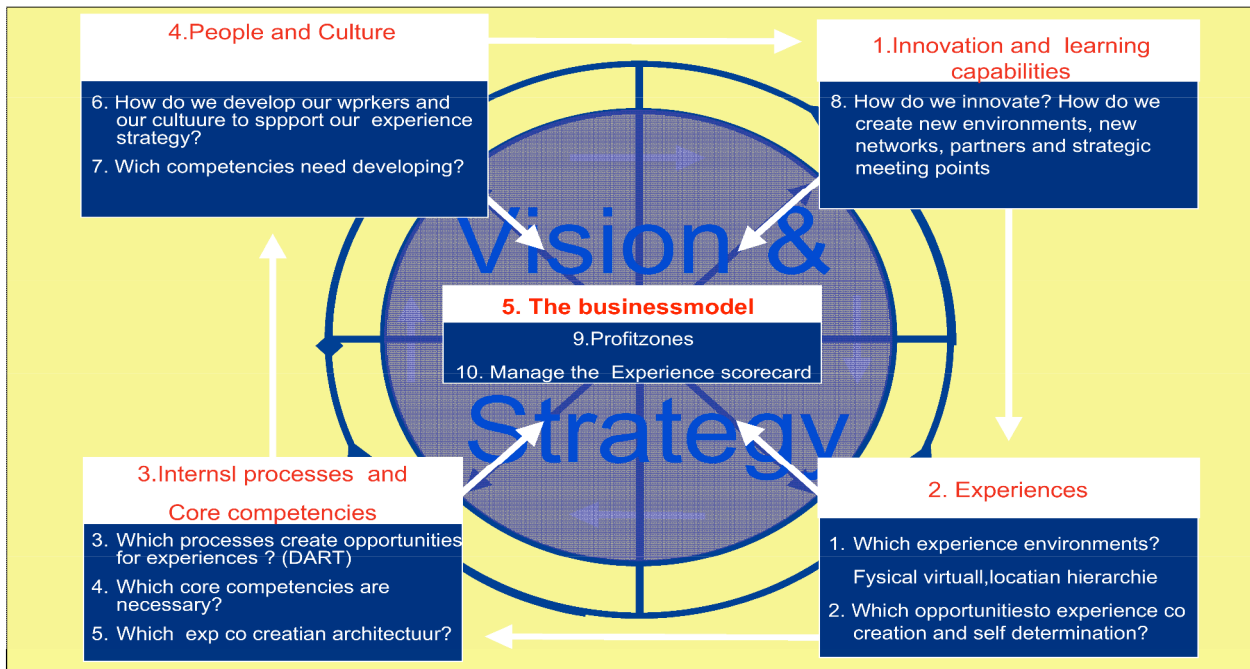 4.People and Culture
6. How do we develop our wprkers and
our cultuure to sppport our experience
strategy?
7. Wich competencies need developing?
1.Innovation and learning
capabilities
8. How do we innovate? How do we
create new environments, new
networks, partners and strategic
meeting points
Vision &
5. The businessmodel
9.Profitzones
10. Manage the Experience scorecard
Strategy
3.Internsl processes and
Core competencies
3. Which processes create opportunities
for experiences ? (DART)
4. Which core competencies are
necessary?
5. Which exp co creatian architectuur?
2. Experiences
1. Which experience environments?
Fysical virtuall,locatian hierarchie
2. Which opportunitiesto experience co
creation and self determination?